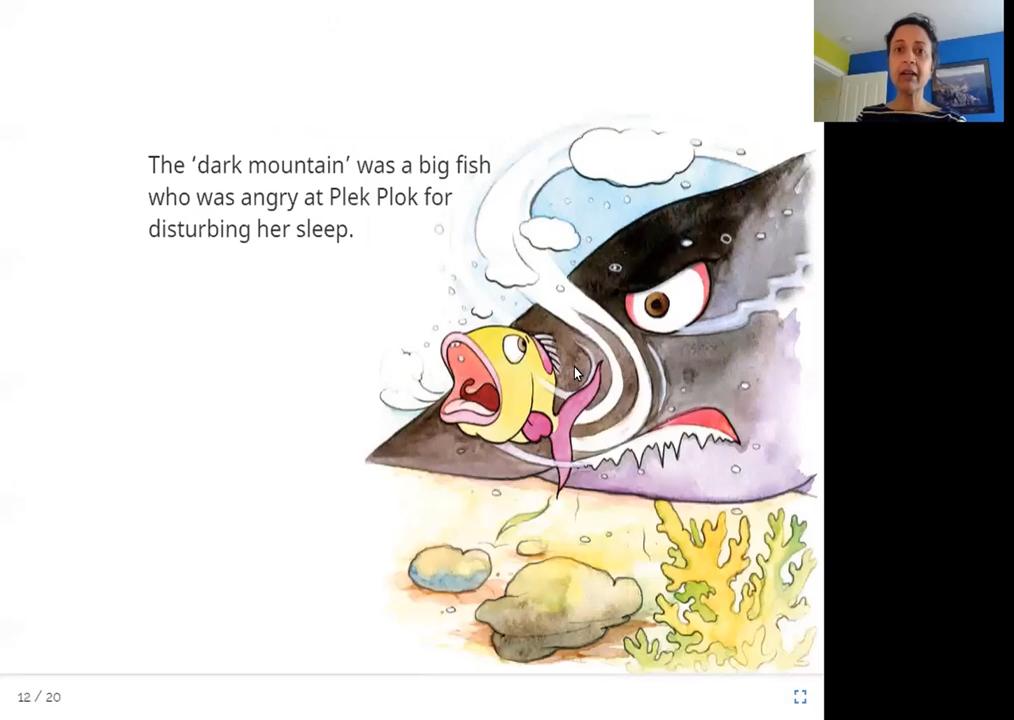 The ‘dark mountain’ was a big fish
who was angry at Plek Plok for
disturbing her sleep.
12 / 20